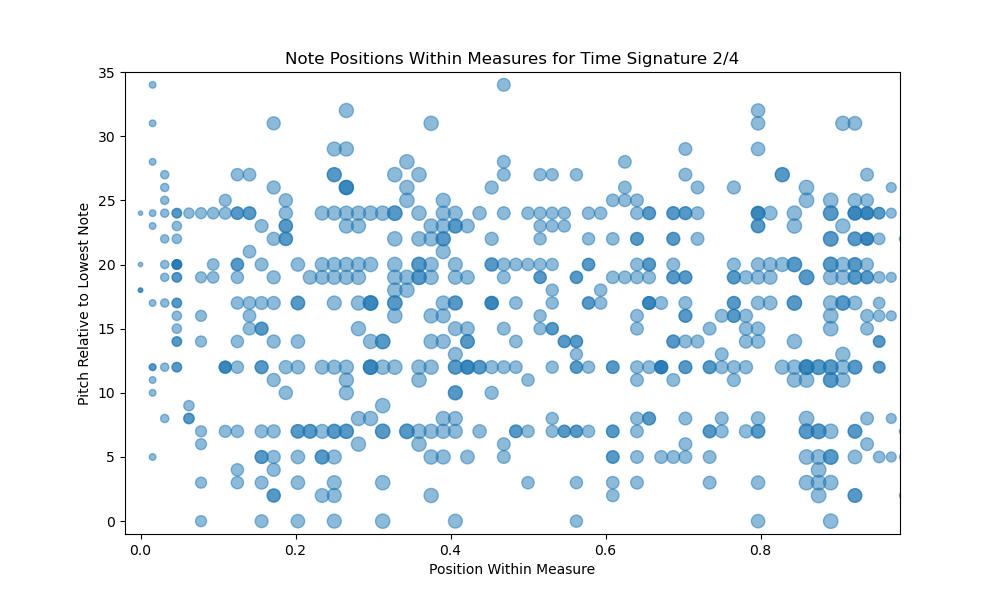 Note Positions Within Measures for Time Signature 2/4
35
30
25
20
15
10
5
0
Pitch Relative to Lowest Note
0.0 0.2 0.4 0.6 0.8
Position Within Measure